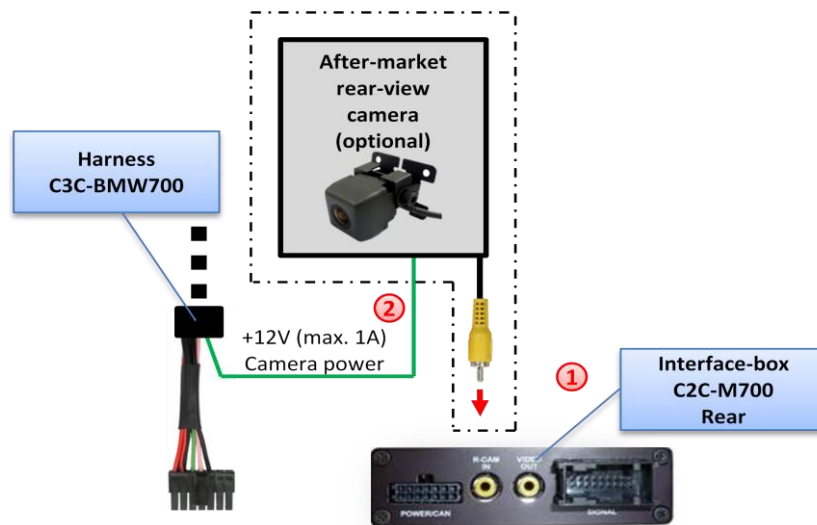 After-market
rear-view
camera
(optional)
Harness
C3C-BMW700
2
+12V (max. 1A)
Camera power
1
Interface-box
C2C-M700
Rear
R-CAM
IN
VIDEO
OUT
POWER/CAN
SIGNAL